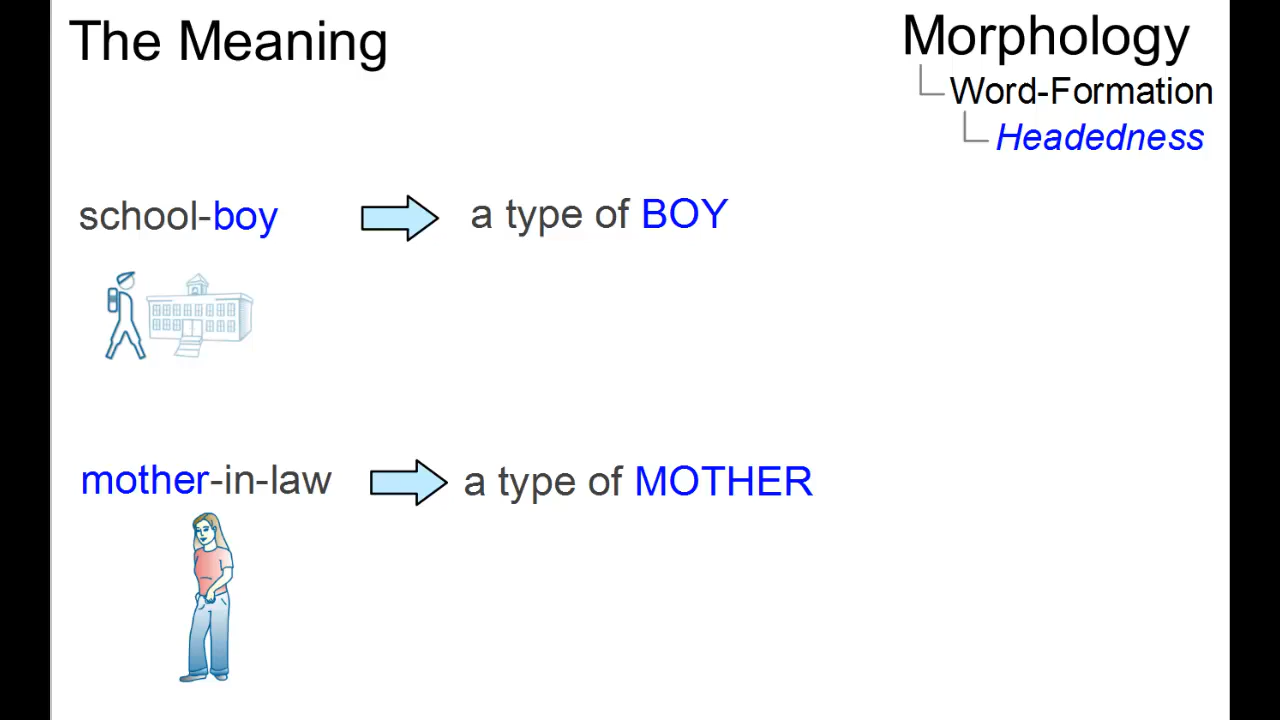 The Meaning
Morphology
Word-Formation
Headedness
school-boy
a type of BOY
mother-in-law
a type of MOTHER